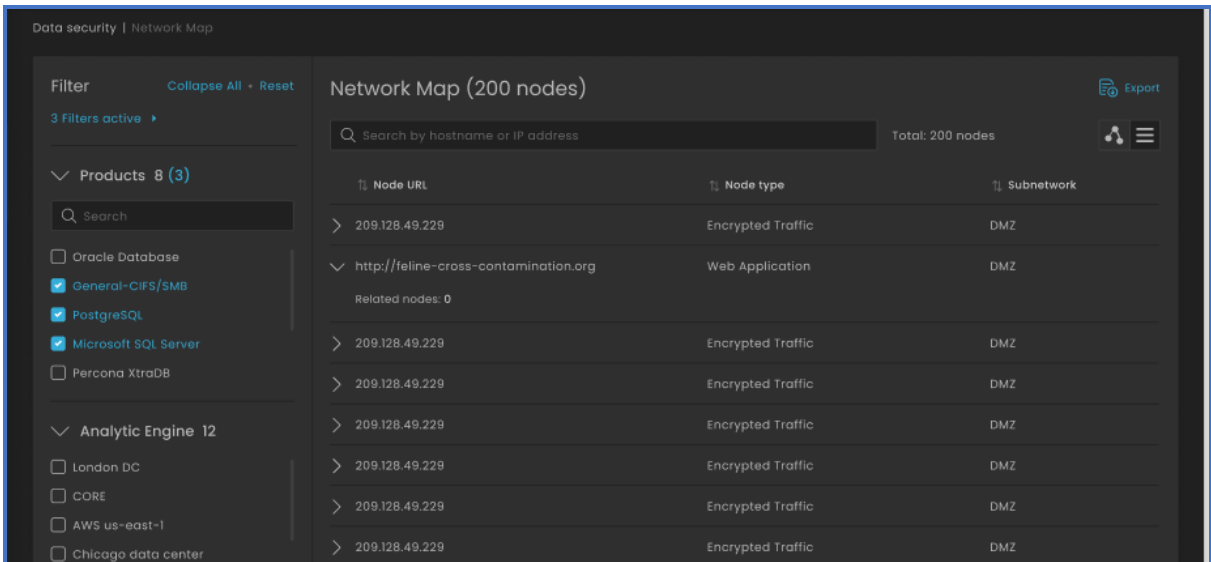 Data security | Network Map
Filter
Collapse All • Reset
3 Filters active
Products 8 (3)
Search
Oracle Database
General-CIFS/SMB
PostgreSQL
Microsoft SQL Server
Percona XtraDB
Analytic Engine 12
London DC
CORE
AWS us-east-1
Chicago data center
Network Map (200 nodes)
Export
Search by hostname or IP address
Total: 200 nodes
Node URL Node type Subnetwork
209.128.49.229 Encrypted Traffic DMZ
http://feline-cross-contamination.org Web Application DMZ
Related nodes: 0
209.128.49.229 Encrypted Traffic DMZ
209.128.49.229 Encrypted Traffic DMZ
209.128.49.229 Encrypted Traffic DMZ
209.128.49.229 Encrypted Traffic DMZ
209.128.49.229 Encrypted Traffic DMZ
209.128.49.229 Encrypted Traffic DMZ